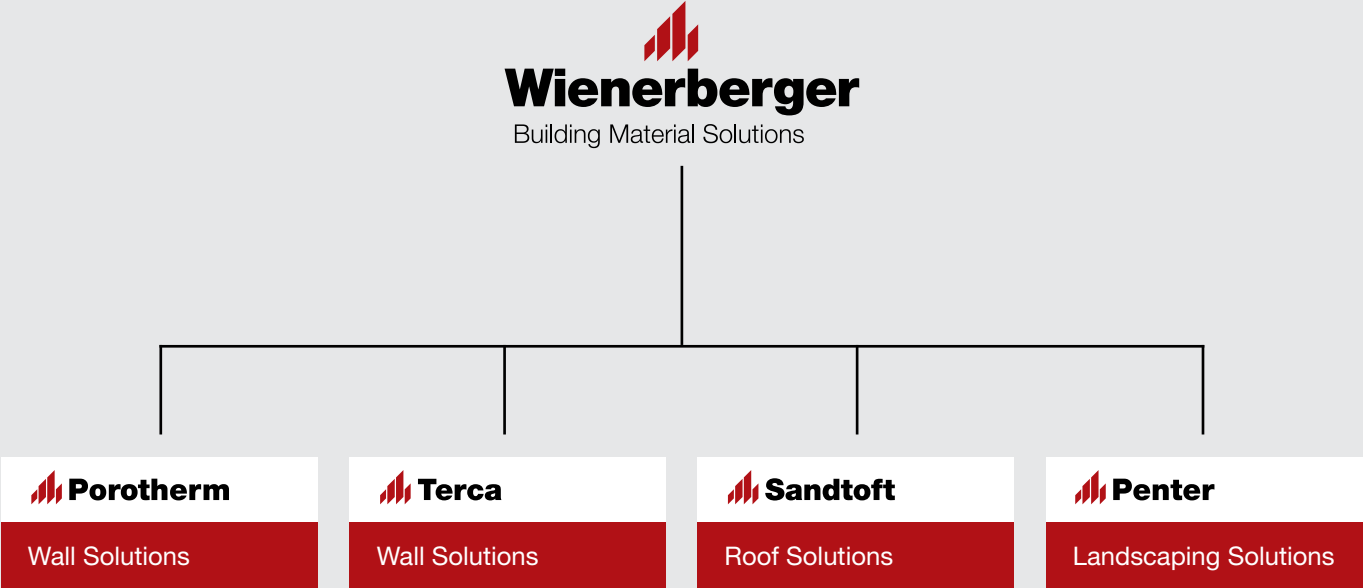 Wienerberger
Building Material Solutions
Porotherm
Terca
Sandtoft
Penter
Wall Solutions
Wall Solutions
Roof Solutions
Landscaping Solutions